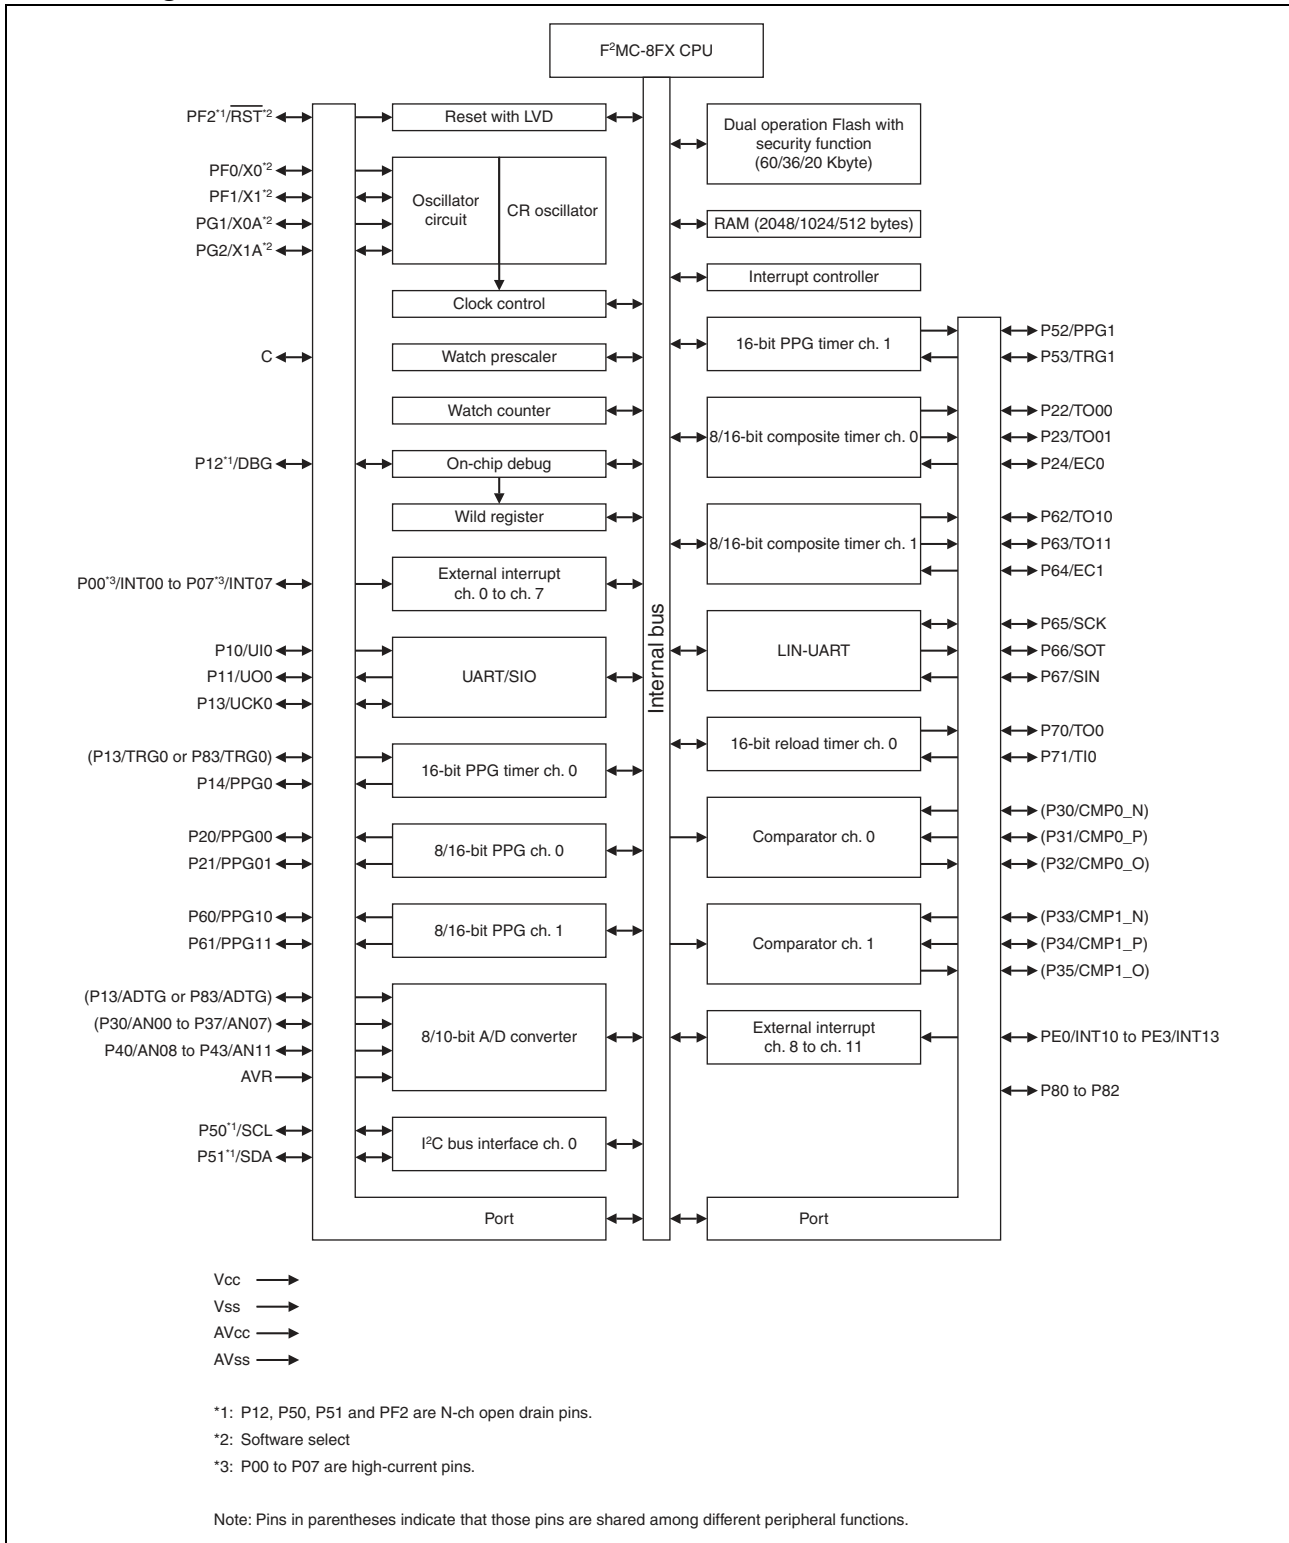 F²MC-8FX CPU
PF2*1/RST*2
Reset with LVD
Dual operation Flash with
security function
(60/36/20 Kbyte)
PF0/X0*2
PF1/X1*2
PG1/X0A*2
PG2/X1A*2
Oscillator
circuit
CR oscillator
RAM (2048/1024/512 bytes)
Interrupt controller
Clock control
C
Watch prescaler
16-bit PPG timer ch. 1
P52/PPG1
P53/TRG1
Watch counter
8/16-bit composite timer ch. 0
P22/TO00
P23/TO01
P24/EC0
P12*1/DBG
On-chip debug
Wild register
8/16-bit composite timer ch. 1
P62/TO10
P63/TO11
P64/EC1
P00*3/INT00 to P07*3/INT07
External interrupt
ch. 0 to ch. 7
Internal bus
P10/UI0
P11/UO0
P13/UCK0
UART/SIO
LIN-UART
P65/SCK
P66/SOT
P67/SIN
(P13/TRG0 or P83/TRG0)
P14/PPG0
16-bit PPG timer ch. 0
16-bit reload timer ch. 0
P70/TO0
P71/TI0
P20/PPG00
P21/PPG01
8/16-bit PPG ch. 0
Comparator ch. 0
(P30/CMP0_N)
(P31/CMP0_P)
(P32/CMP0_O)
P60/PPG10
P61/PPG11
8/16-bit PPG ch. 1
Comparator ch. 1
(P33/CMP1_N)
(P34/CMP1_P)
(P35/CMP1_O)
(P13/ADTG or P83/ADTG)
(P30/AN00 to P37/AN07)
P40/AN08 to P43/AN11
AVR
8/10-bit A/D converter
External interrupt
ch. 8 to ch. 11
PE0/INT10 to PE3/INT13
P80 to P82
P50*1/SCL
P51*1/SDA
I²C bus interface ch. 0
Port
Port
Vcc
Vss
AVcc
AVss
*1: P12, P50, P51 and PF2 are N-ch open drain pins.
*2: Software select
*3: P00 to P07 are high-current pins.
Note: Pins in parentheses indicate that those pins are shared among different peripheral functions.